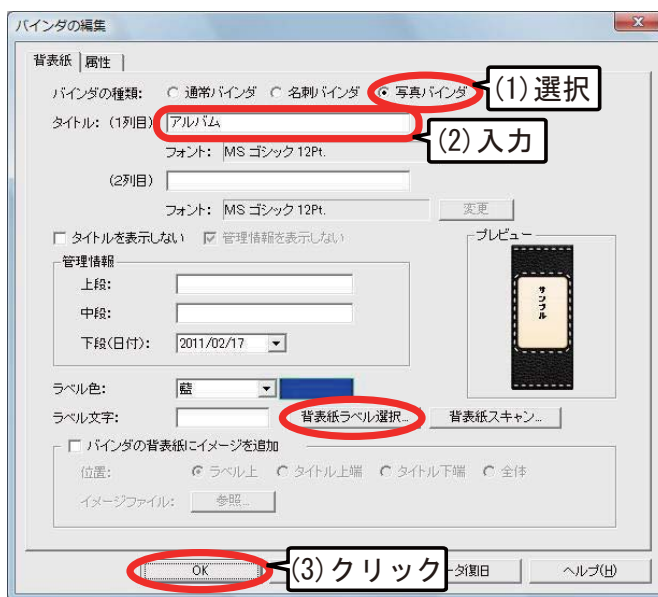 バインダの編集
背表紙 属性
バインダの種類: 通常バインダ 名刺バインダ 写真バインダ (1) 選択
タイトル: (1列目) アルバム
(2) 入力
フォント: MS ゴシック 12Pt.
(2列目)
フォント: MS ゴシック 12Pt. 変更
タイトルを表示しない 管理情報を表示しない プレビュー
管理情報
上段:
中段:
下段(日付): 2011/02/17
サンプル
ラベル色: 藍
ラベル文字: 背表紙ラベル選択... 背表紙スキャン...
バインダの背表紙にイメージを追加
位置: ラベル上 タイトル上端 タイトル下端 全体
イメージファイル: 参照...
OK (3) クリック ータ復旧 ヘルプ(H)